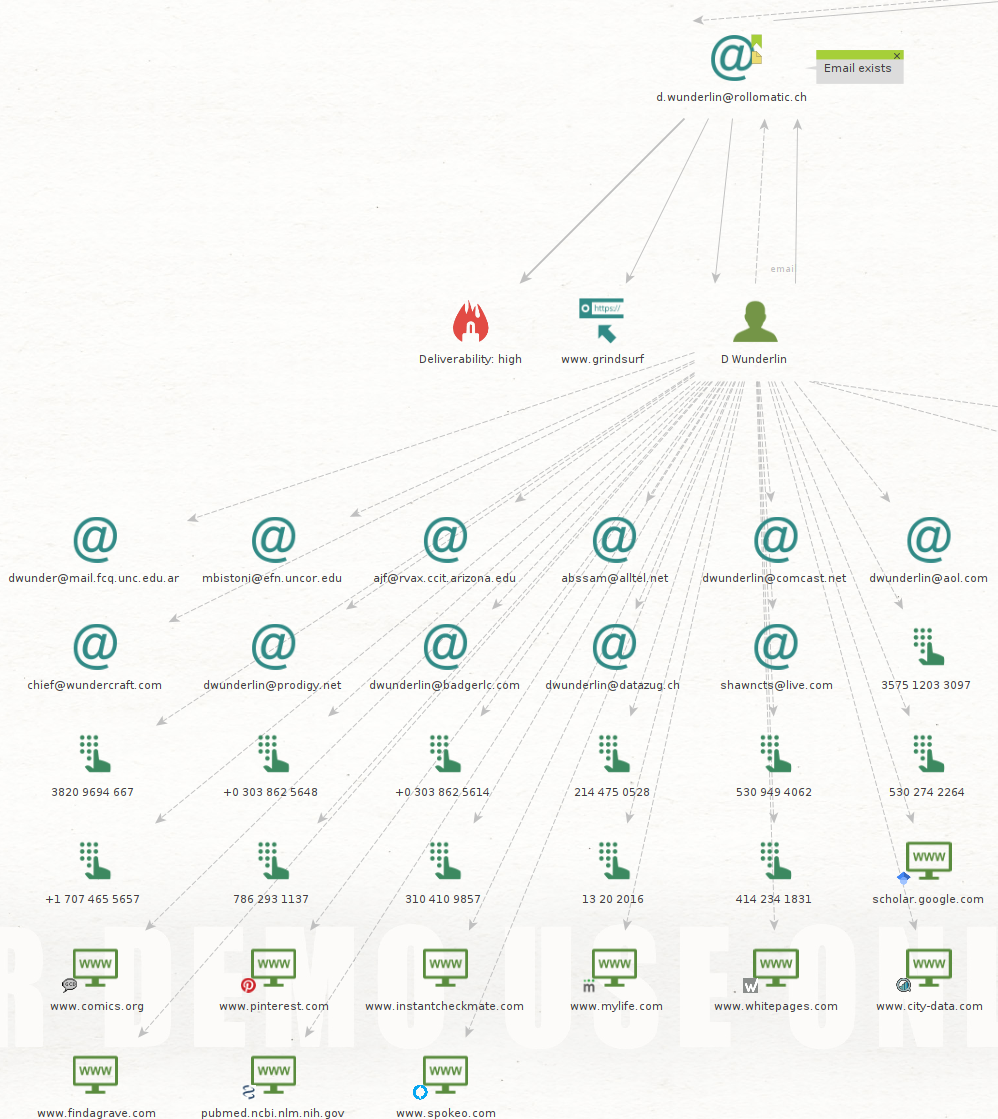 Email exists
d.wunderlin@rollomatic.ch
email
https://
Deliverability: high
www.grindsurf
D Wunderlin
dwunder@mail.fcq.unc.edu.ar
mbistoni@efn.uncor.edu
ajf@rvax.ccit.arizona.edu
abssam@alltel.net
dwunderlin@comcast.net
dwunderlin@aol.com
chief@wundercraft.com
dwunderlin@prodigy.net
dwunderlin@badgerlc.com
dwunderlin@datazug.ch
shawncts@live.com
3575 1203 3097
3820 9694 667
+0 303 862 5648
+0 303 862 5614
214 475 0528
530 949 4062
530 274 2264
+1 707 465 5657
786 293 1137
310 410 9857
13 20 2016
414 234 1831
WWW
scholar.google.com
WWW
WWW
WWW
WWW
WWW
WWW
GCD
m
W
www.comics.org
www.pinterest.com
www.instantcheckmate.com
www.mylife.com
www.whitepages.com
www.city-data.com
R DEMO USE ONL
WWW
WWW
WWW
www.findagrave.com
pubmed.ncbi.nlm.nih.gov
www.spokeo.com